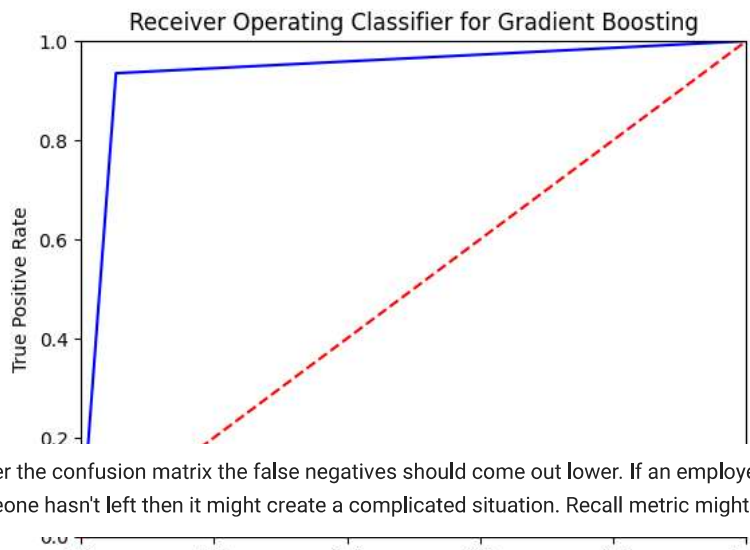 Receiver Operating Classifier for Gradient Boosting
1.0
0.8
True Positive Rate
0.6
0.4
0.2
the confusion matrix the false negatives should come out lower. If an
hasn't left then it might create a complicated situation. Recall metric might